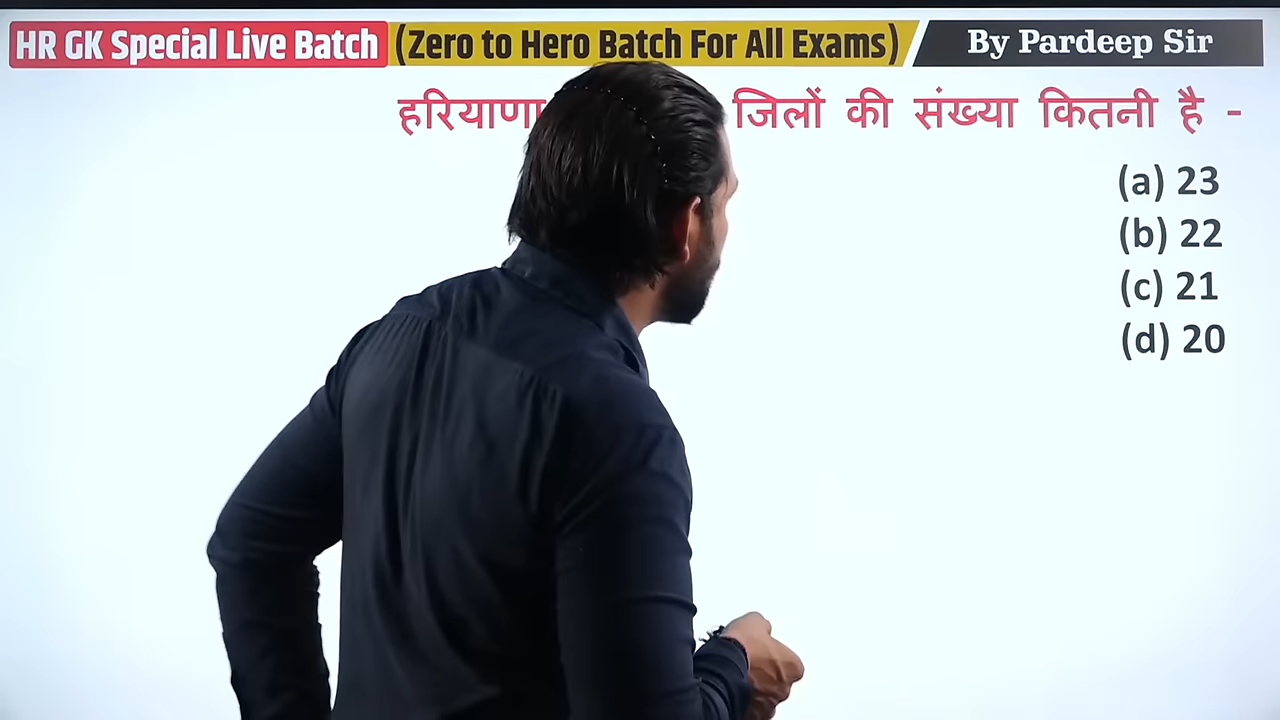 HR GK Special Live Batch (Zero to Hero Batch For All Exams) By Pardeep Sir
हरियाणा जिलों की संख्या कितनी है -
(a) 23
(b) 22
(c) 21
(d) 20